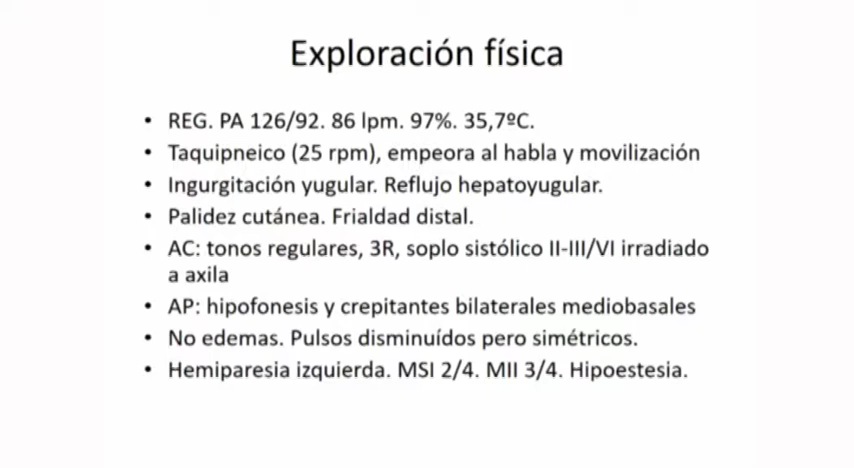 Exploración física
• REG. PA 126/92. 86 lpm. 97%. 35,7ºC.
• Taquipneico (25 rpm), empeora al habla y movilización
• Ingurgitación yugular. Reflujo hepatoyugular.
• Palidez cutánea. Frialdad distal.
• AC: tonos regulares, 3R, soplo sistólico II-III/VI irradiado
a axila
• AP: hipofonesis y crepitantes bilaterales mediobasales
• No edemas. Pulsos disminuídos pero simétricos.
• Hemiparesia izquierda. MSI 2/4. MII 3/4. Hipoestesia.